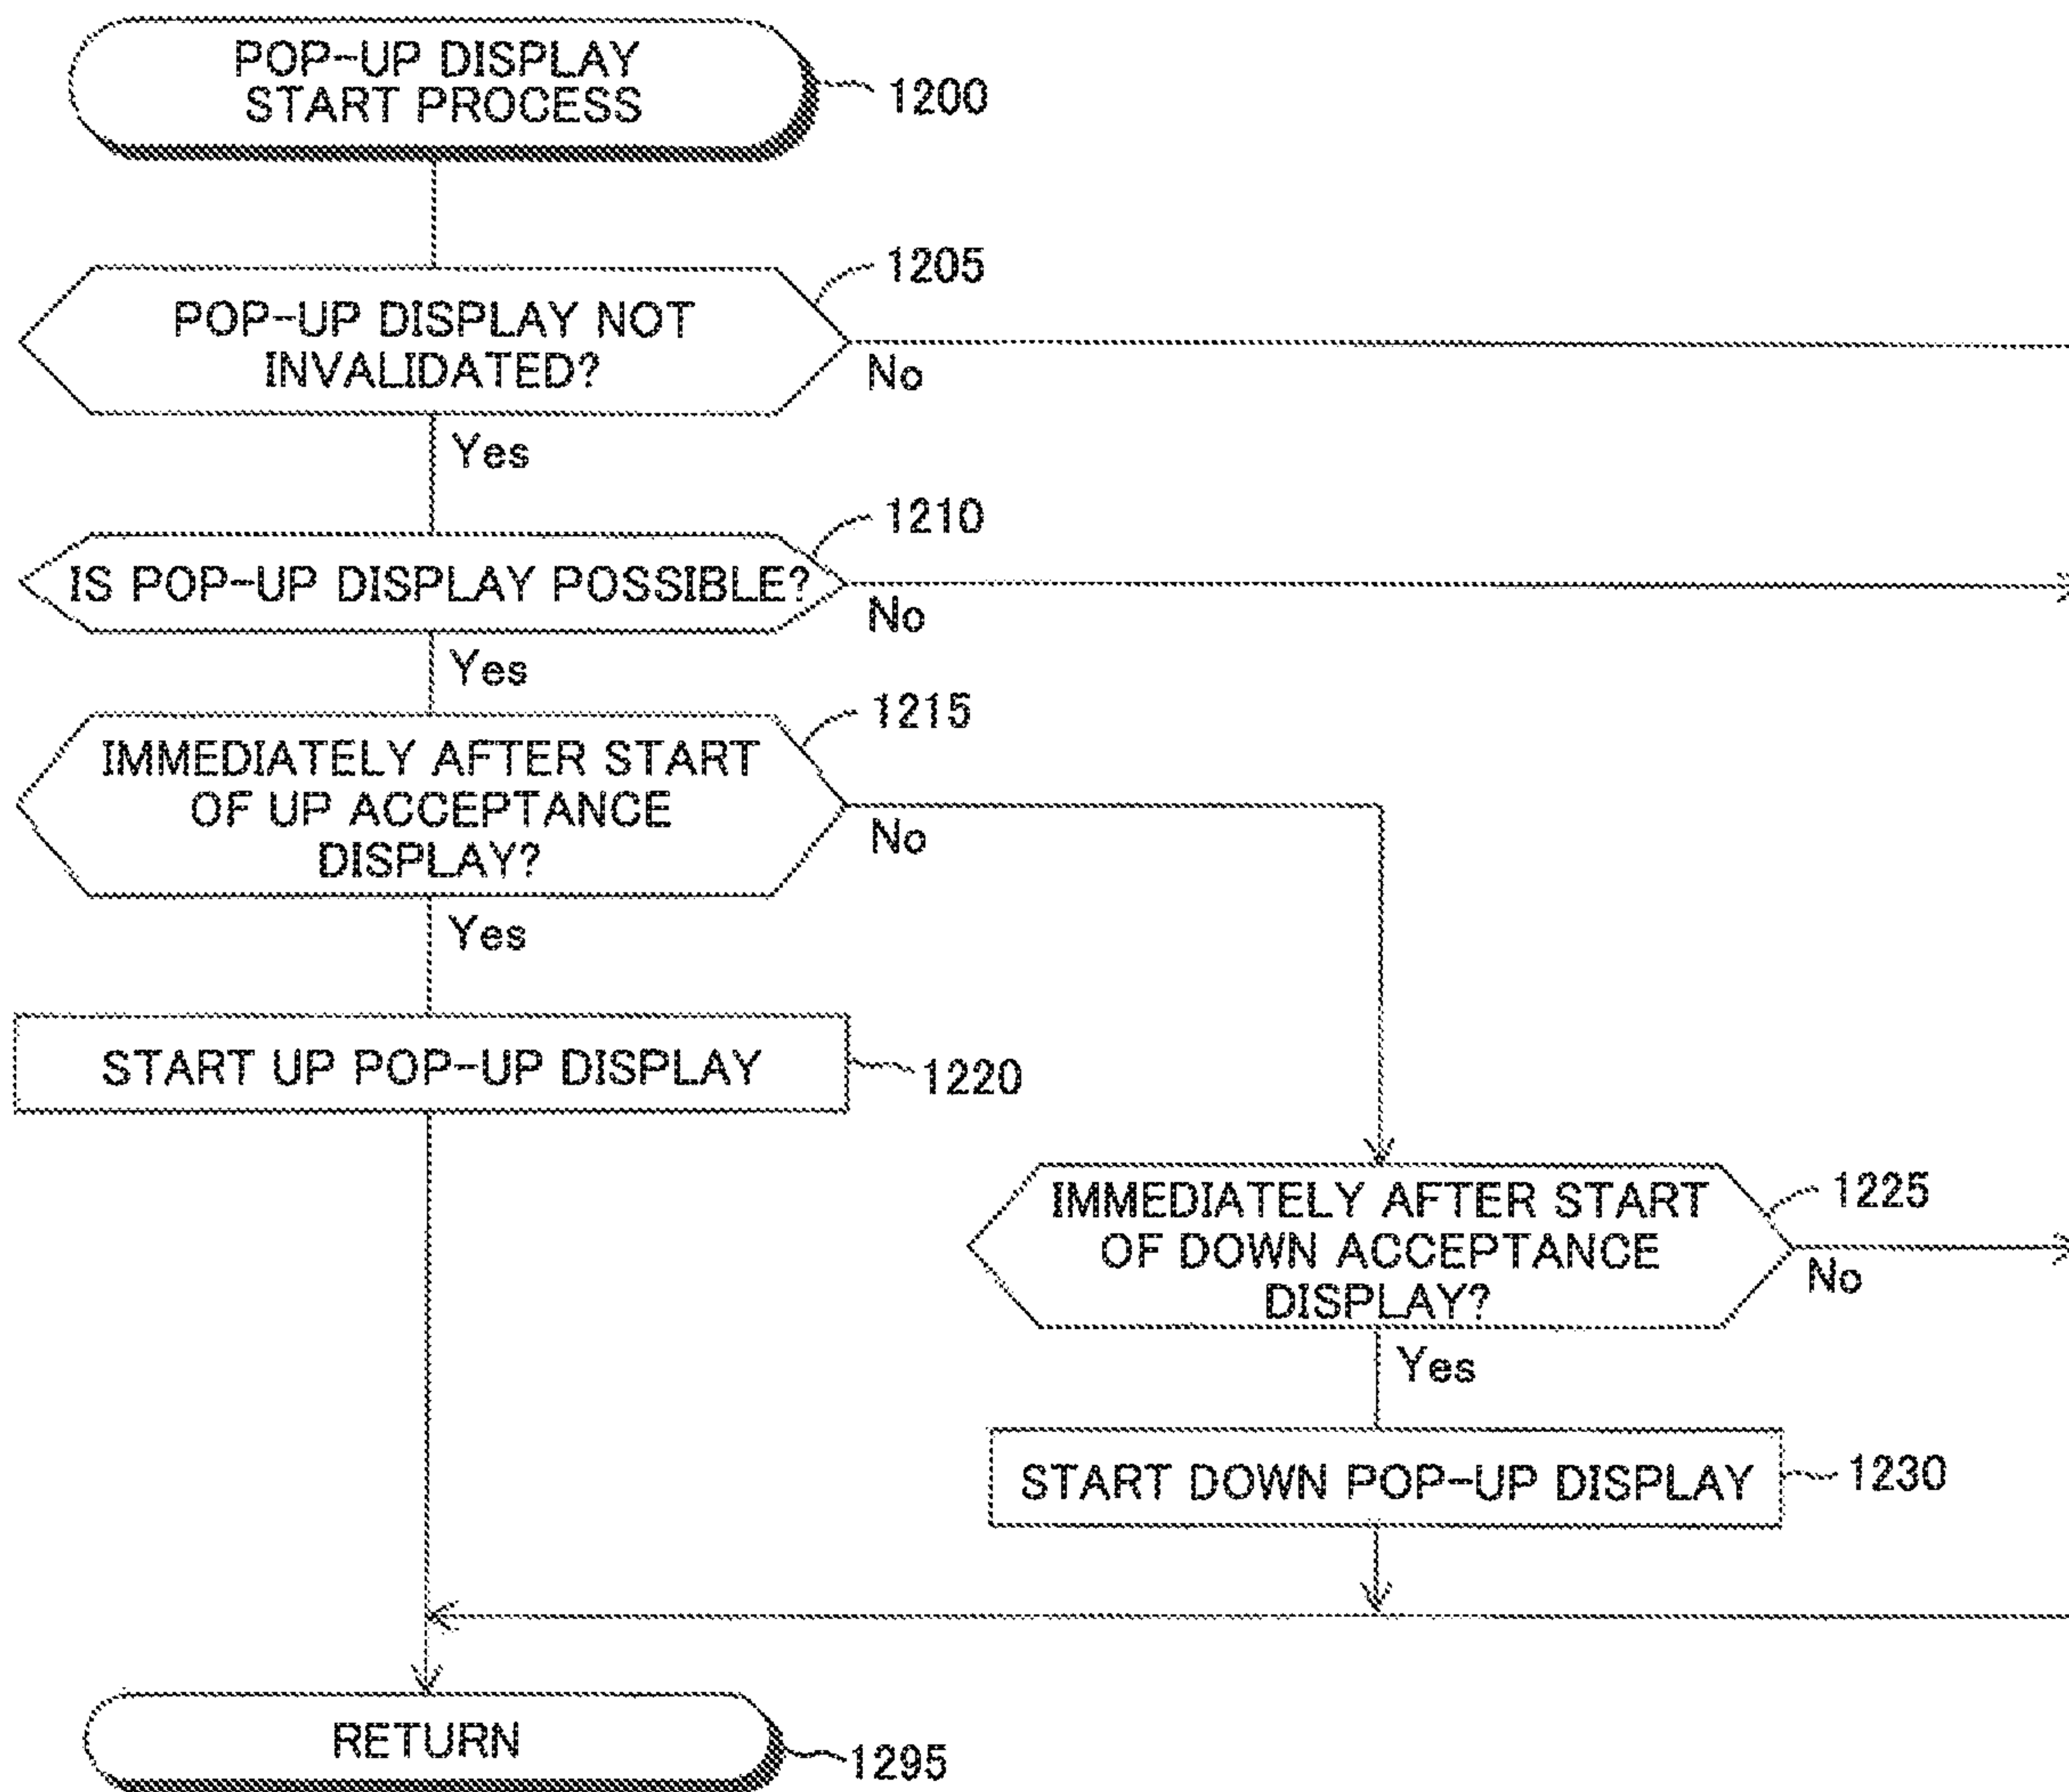 POP-UP DISPLAY
START PROCESS
1200
1205
POP-UP DISPLAY NOT
INVALIDATED?
No
Yes
1210
IS POP-UP DISPLAY POSSIBLE?
No
Yes
1215
IMMEDIATELY AFTER START
OF UP ACCEPTANCE
DISPLAY?
No
Yes
START UP POP-UP DISPLAY
1220
1225
IMMEDIATELY AFTER START
OF DOWN ACCEPTANCE
DISPLAY?
No
Yes
START DOWN POP-UP DISPLAY
1230
RETURN
1295